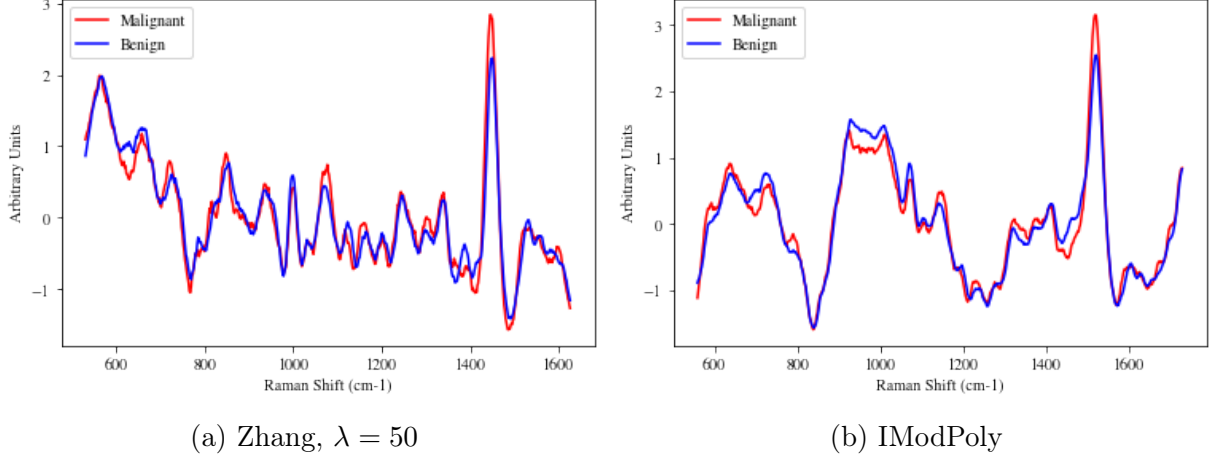 Malignant
Benign
Arbitrary Units
3
2
1
0
−1
600 800 1000 1200 1400 1600
Raman Shift (cm-1)
(a) Zhang, λ = 50
Malignant
Benign
Arbitrary Units
3
2
1
0
−1
600 800 1000 1200 1400 1600
Raman Shift (cm-1)
(b) IModPoly